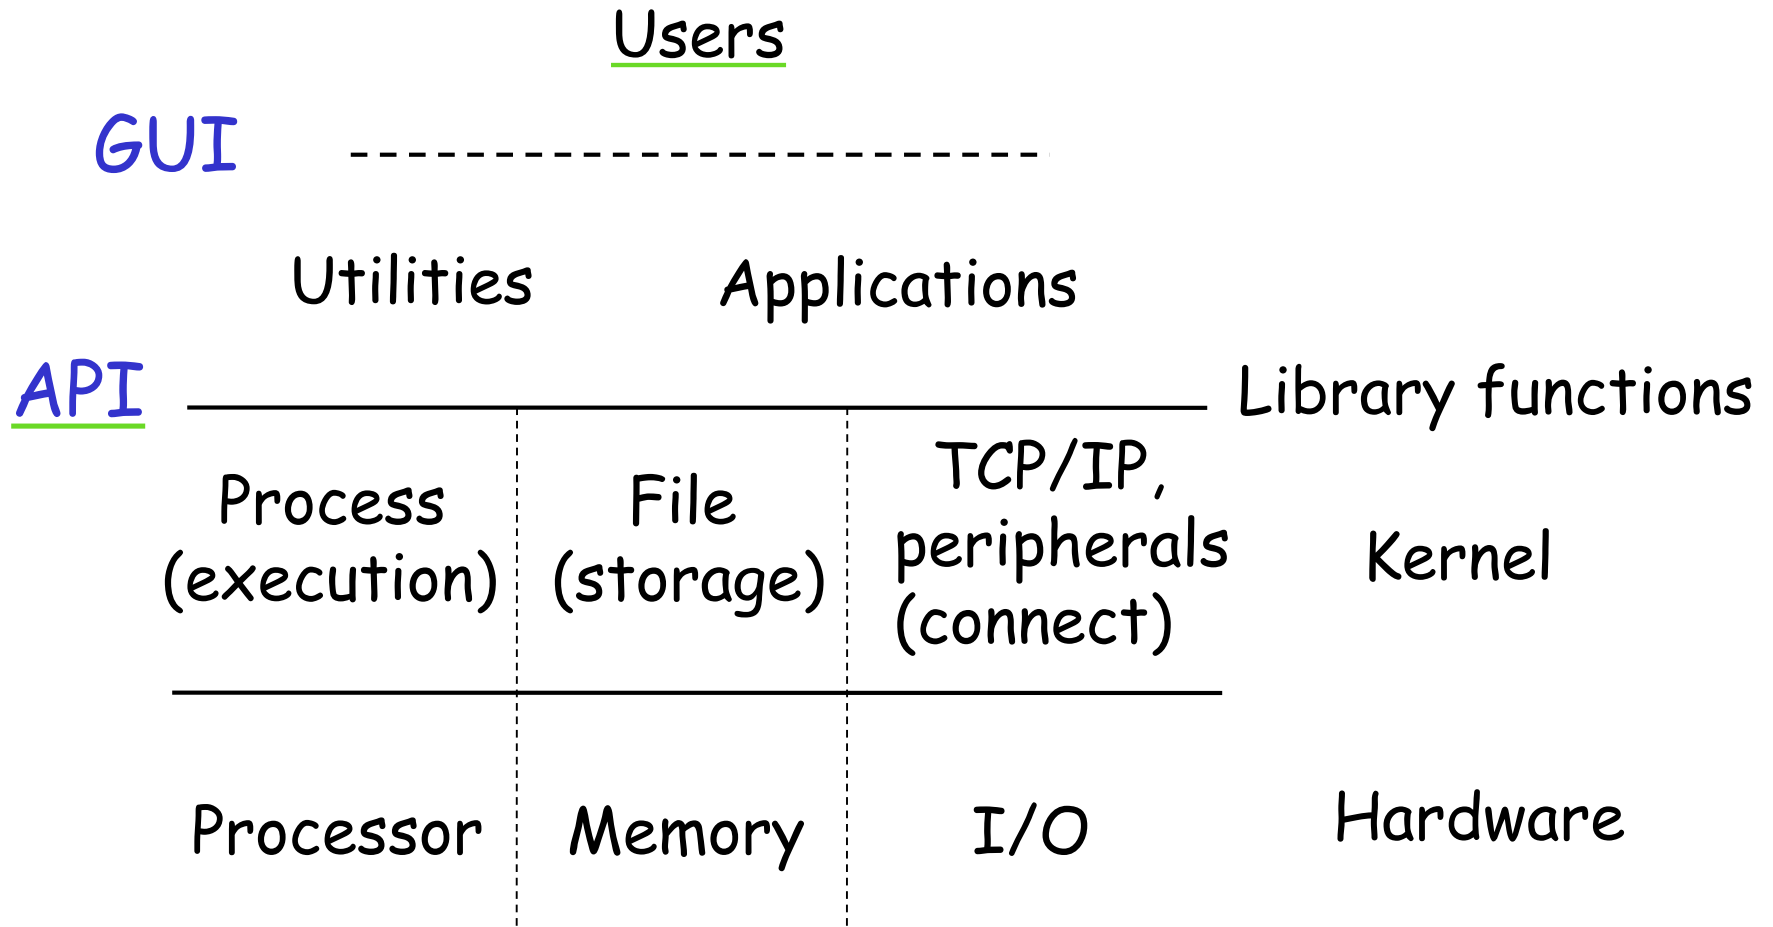 Users
GUI
Utilities
Applications
API
Library functions
Process
(execution)
File
(storage)
TCP/IP,
peripherals
(connect)
Kernel
Processor
Memory
I/O
Hardware